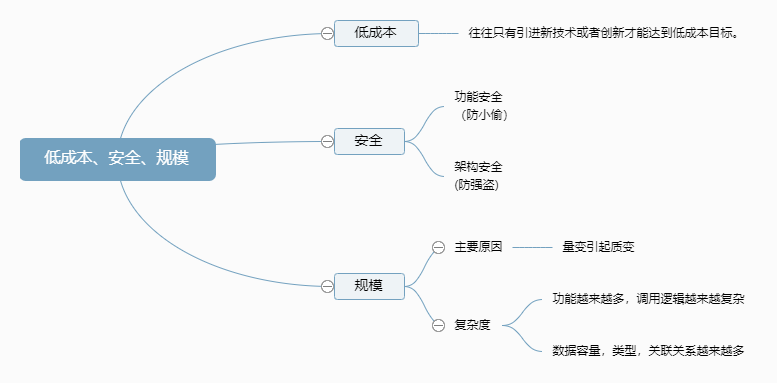 低成本、安全、规模
低成本
往往只有引进新技术或者创新才能达到低成本目标。
安全
功能安全
（防小偷）
架构安全
(防强盗)
规模
主要原因
量变引起质变
复杂度
功能越来越多，调用逻辑越来越复杂
数据容量，类型，关联关系越来越多